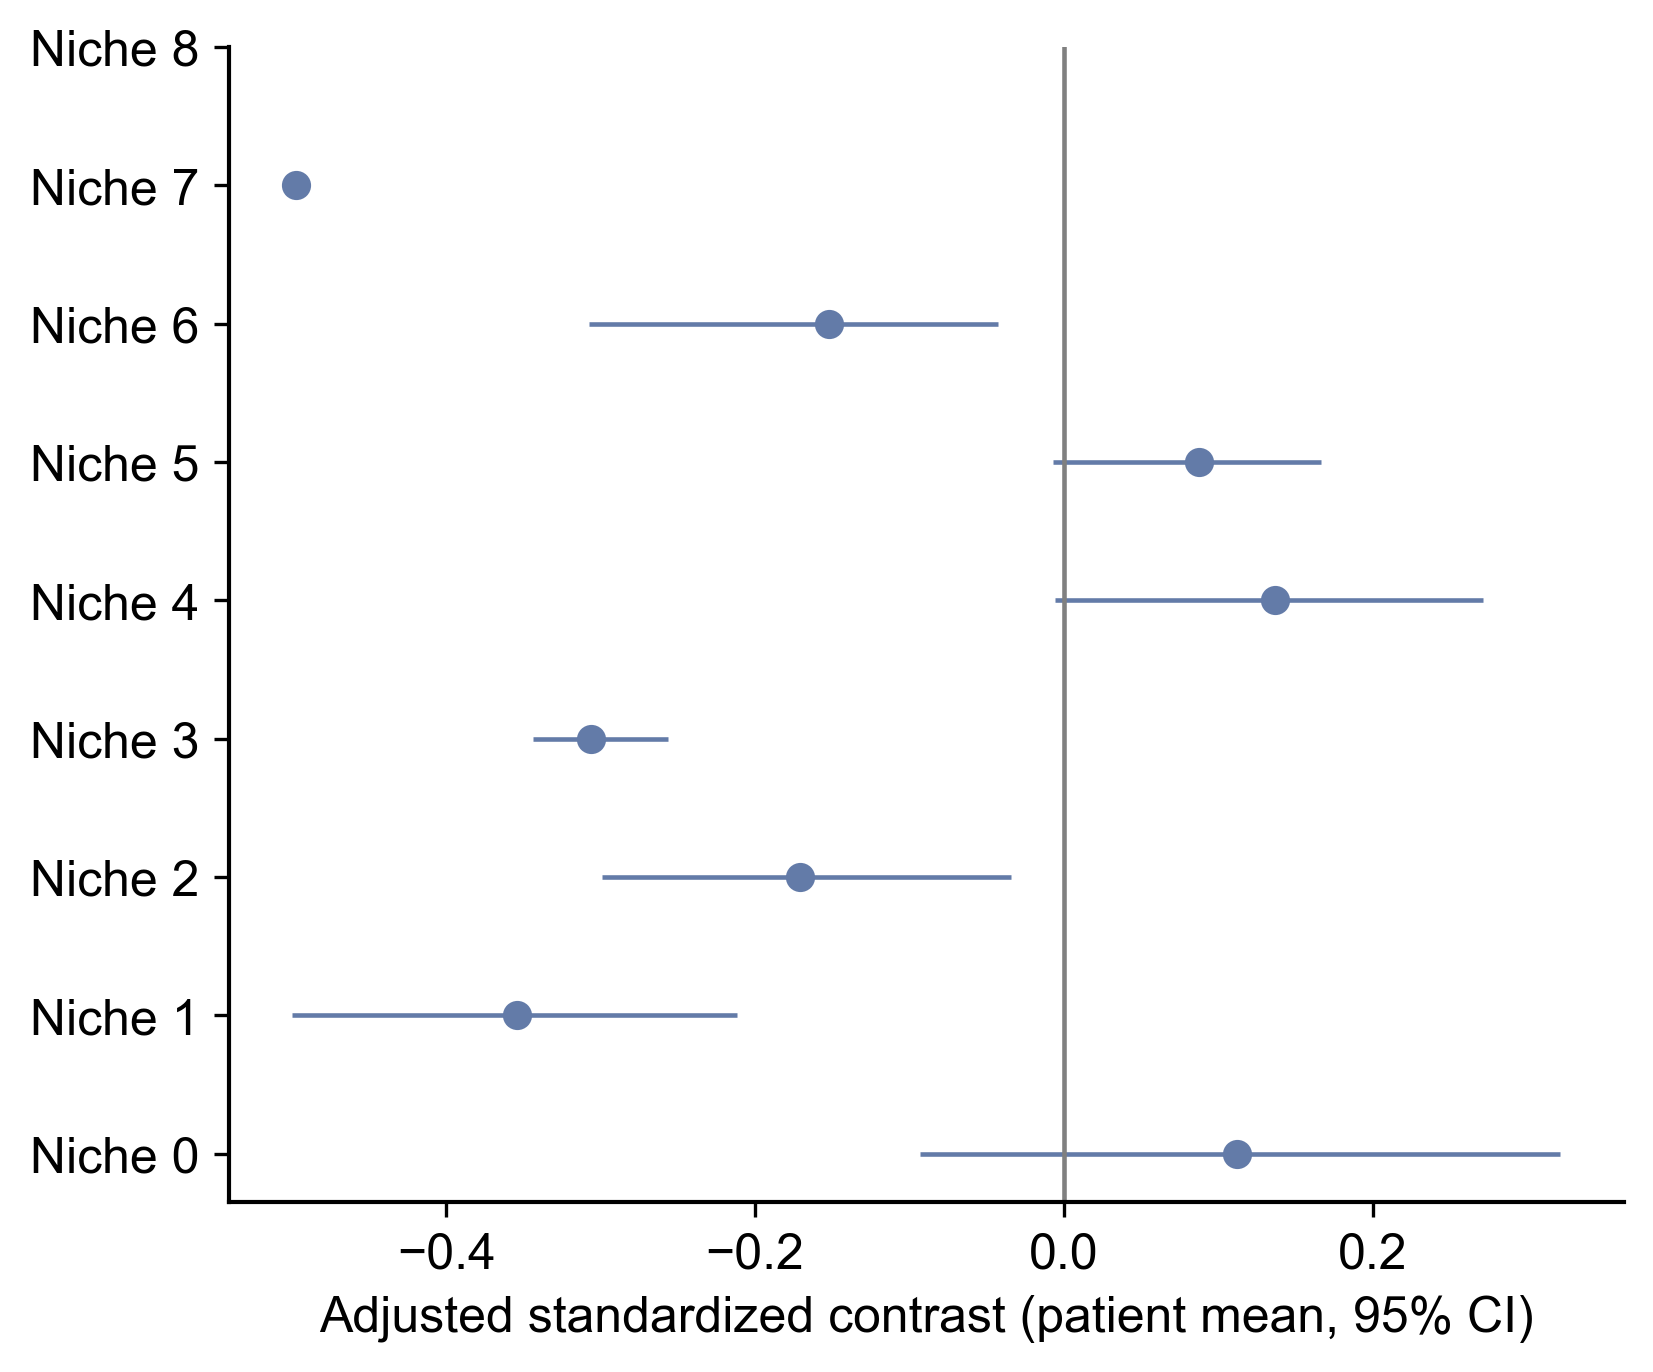 Niche 8
Niche 7
Niche 6
Niche 5
Niche 4
Niche 3
Niche 2
Niche 1
Niche 0
−0.4 −0.2 0.0 0.2
Adjusted standardized contrast (patient mean, 95% CI)